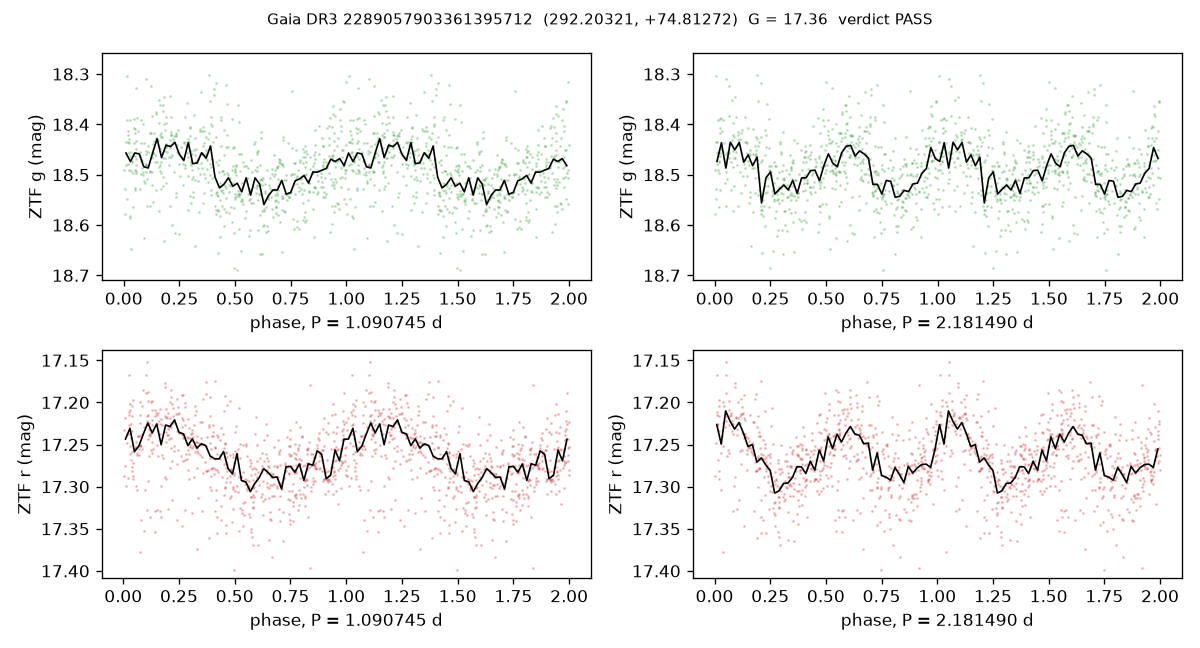 Gaia DR3 2289057903361395712 (292.20321, +74.81272) G = 17.36 verdict PASS
ZTF g (mag)
18.3
18.4
18.5
18.6
18.7
0.00 0.25 0.50 0.75 1.00 1.25 1.50 1.75 2.00
phase, P = 1.090745 d
ZTF g (mag)
18.3
18.4
18.5
18.6
18.7
0.00 0.25 0.50 0.75 1.00 1.25 1.50 1.75 2.00
phase, P = 2.181490 d
ZTF r (mag)
17.15
17.20
17.25
17.30
17.35
17.40
0.00 0.25 0.50 0.75 1.00 1.25 1.50 1.75 2.00
phase, P = 1.090745 d
ZTF r (mag)
17.15
17.20
17.25
17.30
17.35
17.40
0.00 0.25 0.50 0.75 1.00 1.25 1.50 1.75 2.00
phase, P = 2.181490 d